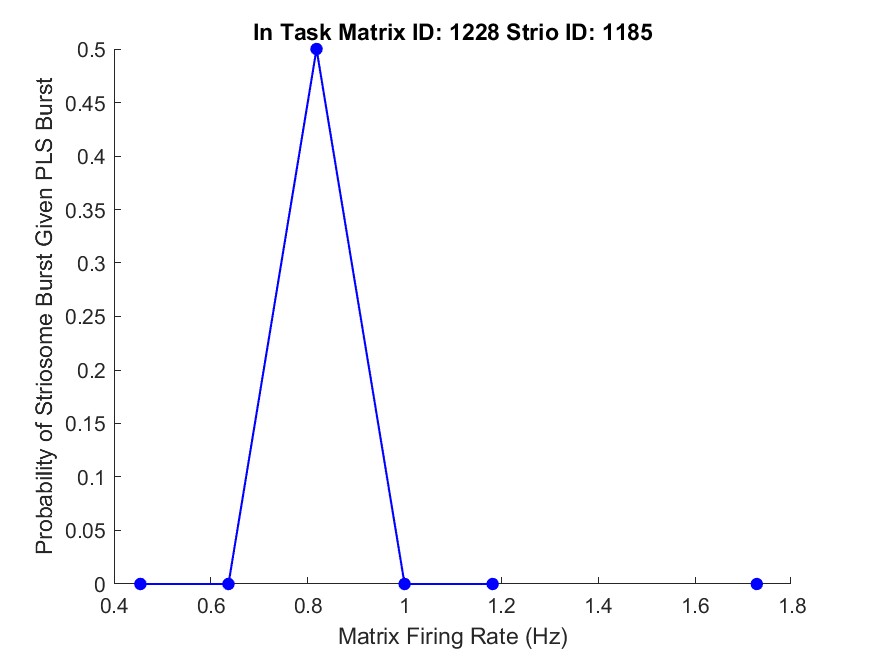 In Task Matrix ID: 1228 Strio ID: 1185
Probability of Striosome Burst Given PLS Burst
0.5
0.45
0.4
0.35
0.3
0.25
0.2
0.15
0.1
0.05
0
0.4 0.6 0.8 1 1.2 1.4 1.6 1.8
Matrix Firing Rate (Hz)